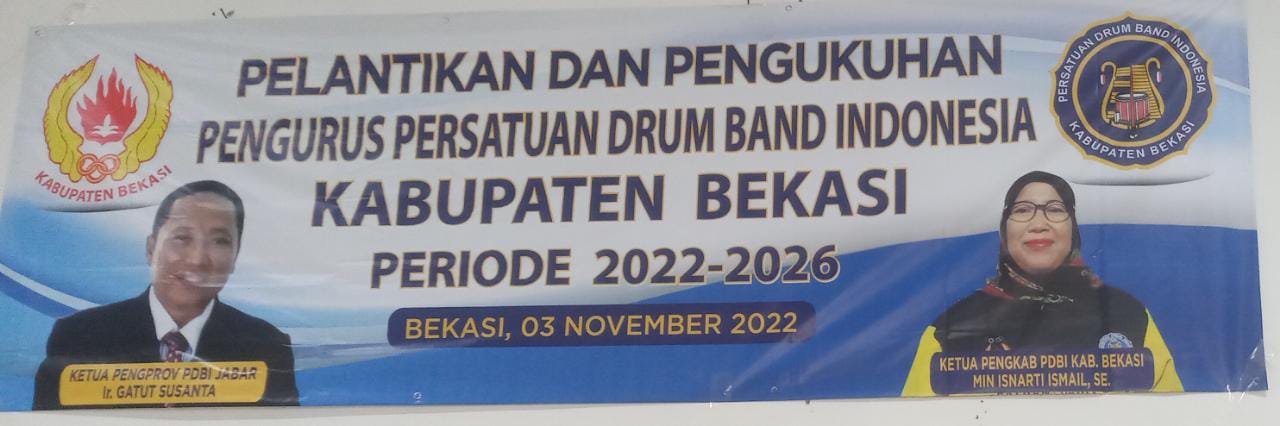 PELANTIKAN DAN PENGUKUHAN
PENGURUS PERSATUAN DRUM BAND INDONESIA
KABUPATEN BEKASI
PERIODE 2022-2026
BEKASI, 03 NOVEMBER 2022
KABUPATEN BEKASI
PERSATUAN DRUM BAND INDONESIA
KABUPATEN BEKASI
KETUA PENGPROV PDBI JABAR
Ir. GATUT SUSANTA
KETUA PENGKAB PDBI KAB. BEKASI
MIN ISNARTI ISMAIL, SE.